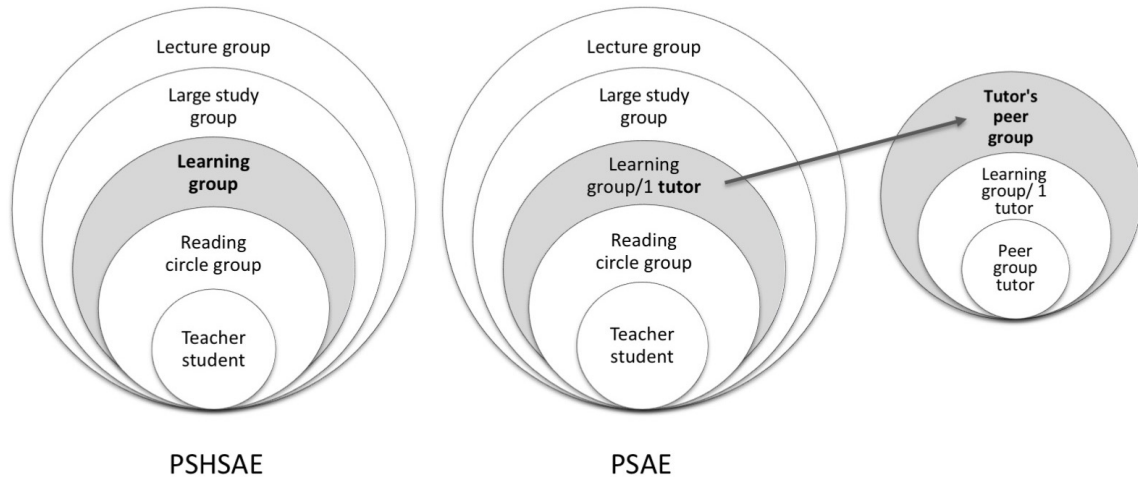 Lecture group
Large study
group
Learning
group
Reading
circle group
Teacher
student
PSHSAE
Lecture group
Large study
group
Learning
group/1 tutor
Reading
circle group
Teacher
student
PSAE
Tutor's
peer
group
Learning
group/ 1
tutor
Peer
group
tutor